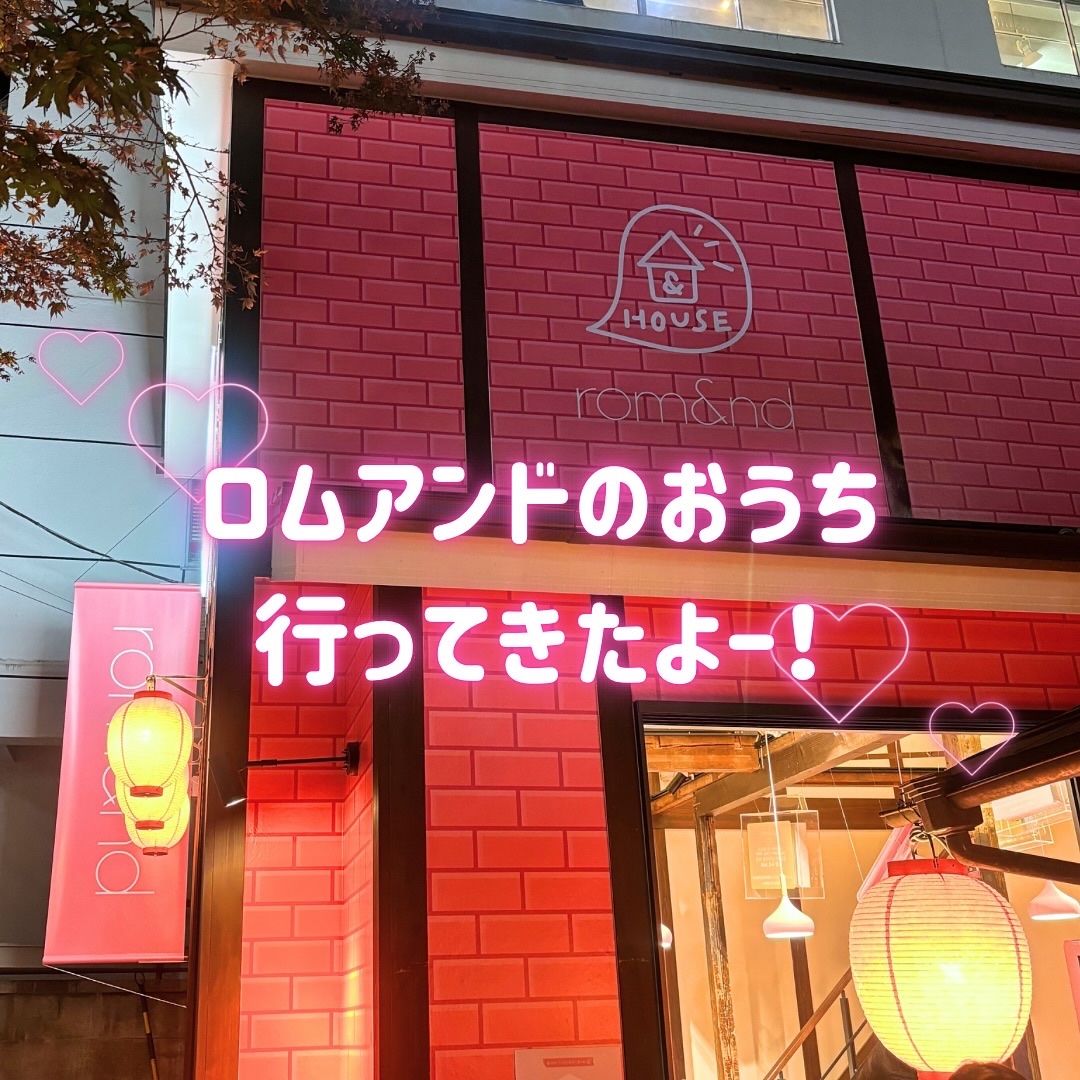 &
HOUSE
rom&nd
ロムアンドのおうち
行ってきたよー!
rom&nd